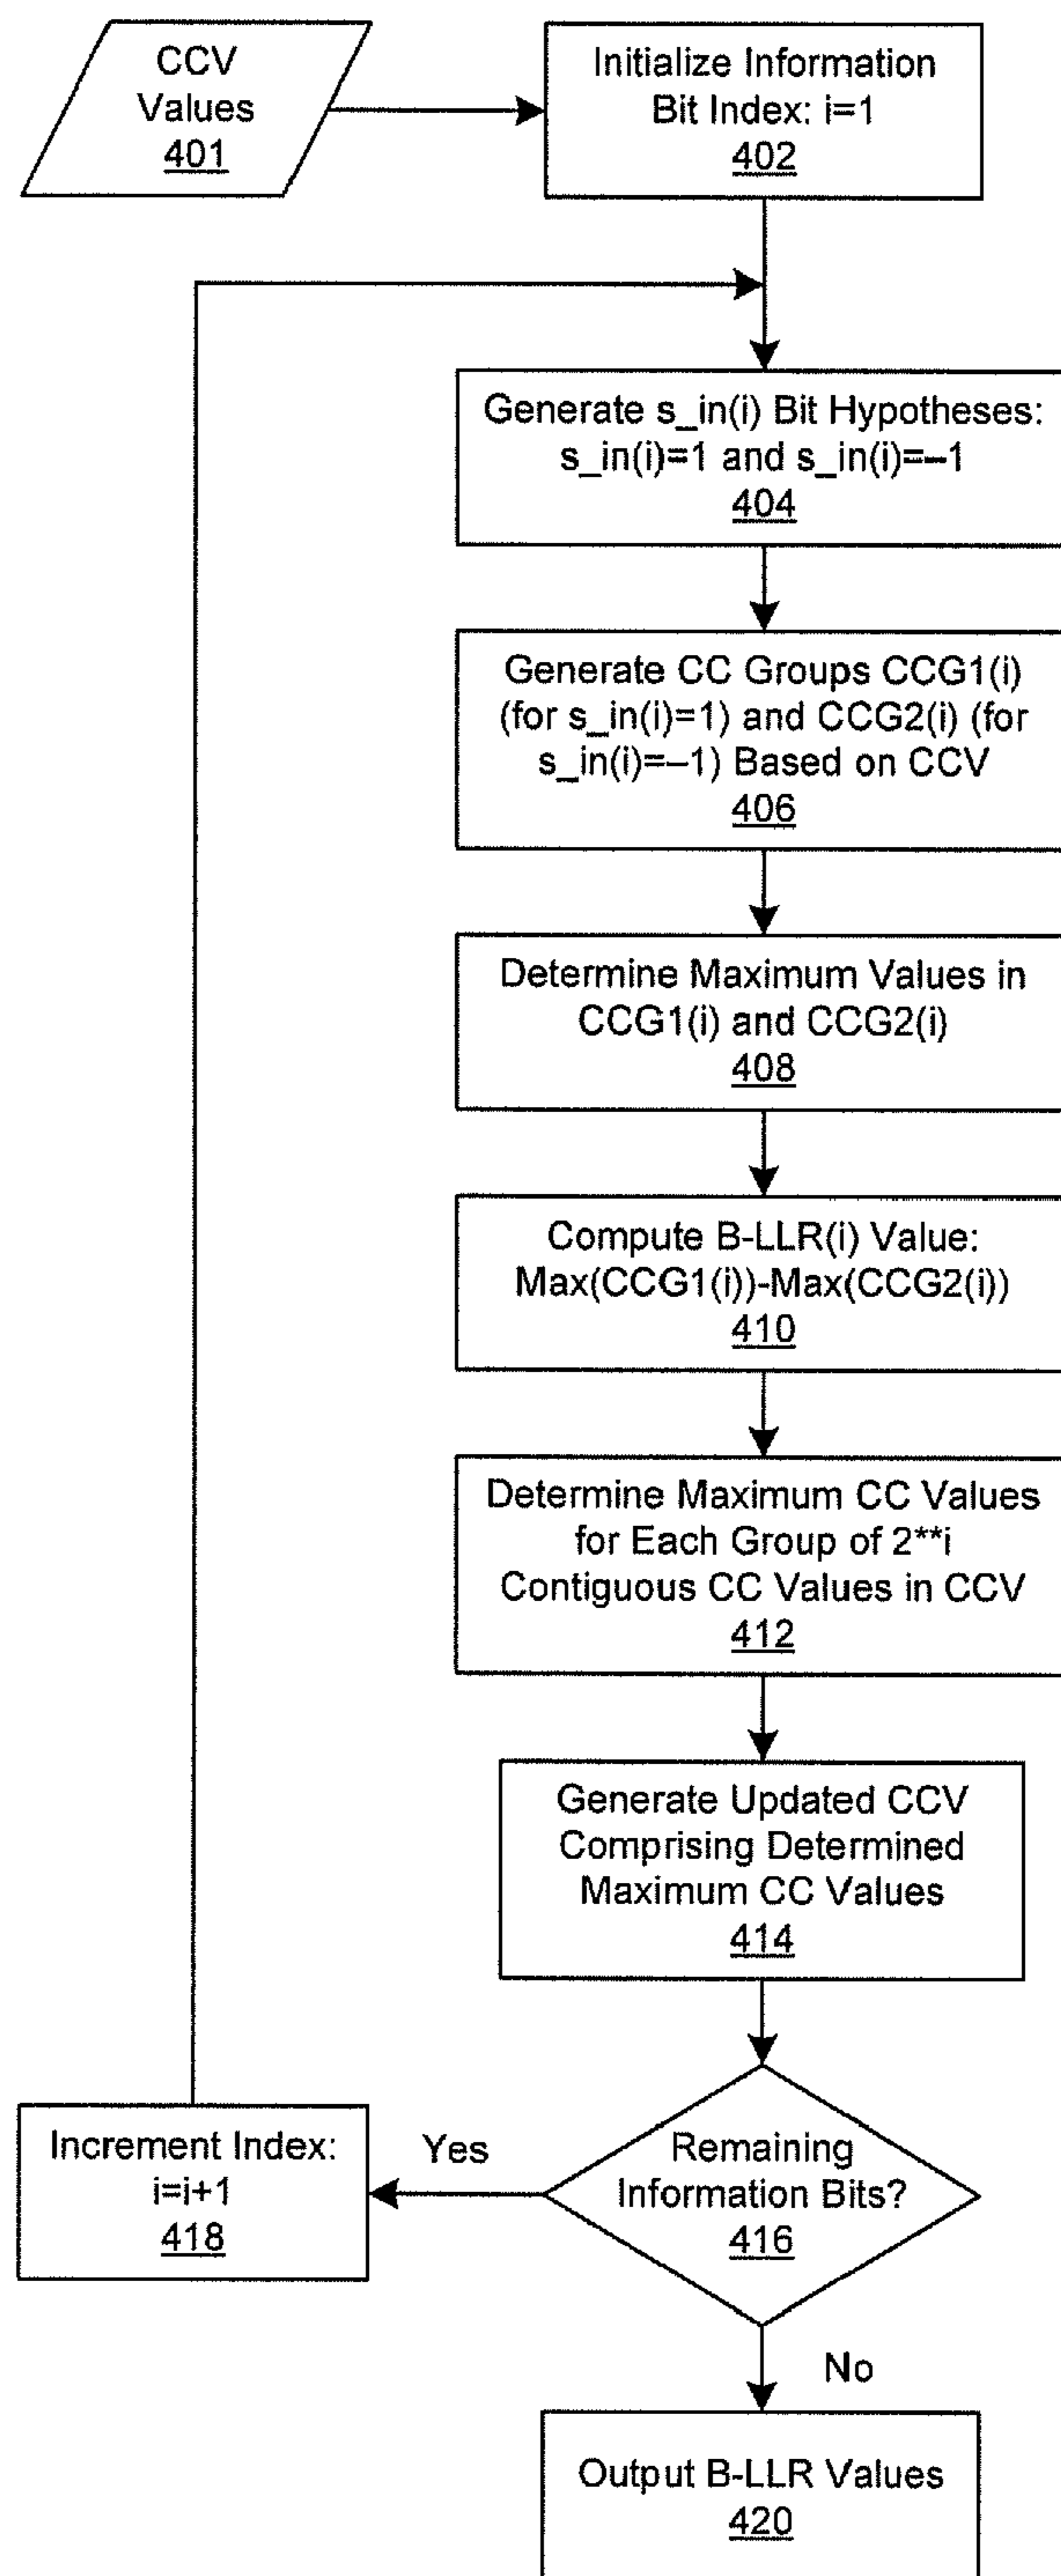 CCV
Values
401
Initialize Information
Bit Index: i=1
402
Generate s_in(i) Bit Hypotheses:
s_in(i)=1 and s_in(i)=–1
404
Generate CC Groups CCG1(i)
(for s_in(i)=1) and CCG2(i) (for
s_in(i)=–1) Based on CCV
406
Determine Maximum Values in
CCG1(i) and CCG2(i)
408
Compute B-LLR(i) Value:
Max(CCG1(i))-Max(CCG2(i))
410
Determine Maximum CC Values
for Each Group of 2**i
Contiguous CC Values in CCV
412
Generate Updated CCV
Comprising Determined
Maximum CC Values
414
Remaining
Information Bits?
416
Yes
Increment Index:
i=i+1
418
No
Output B-LLR Values
420